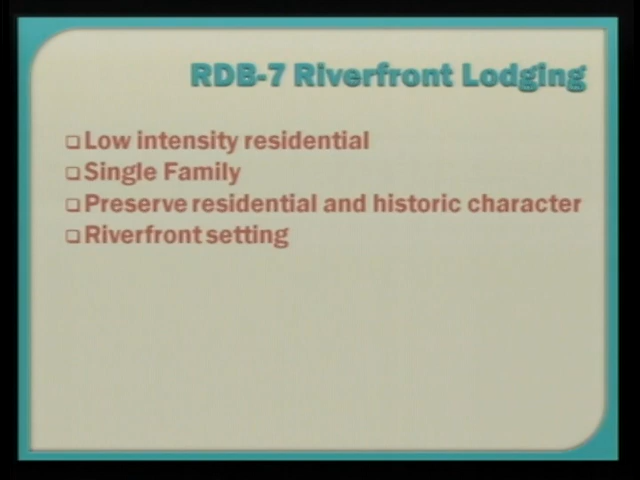 RDB-7 Riverfront Lodging
Low intensity residential
Single Family
Preserve residential and historic character
Riverfront setting